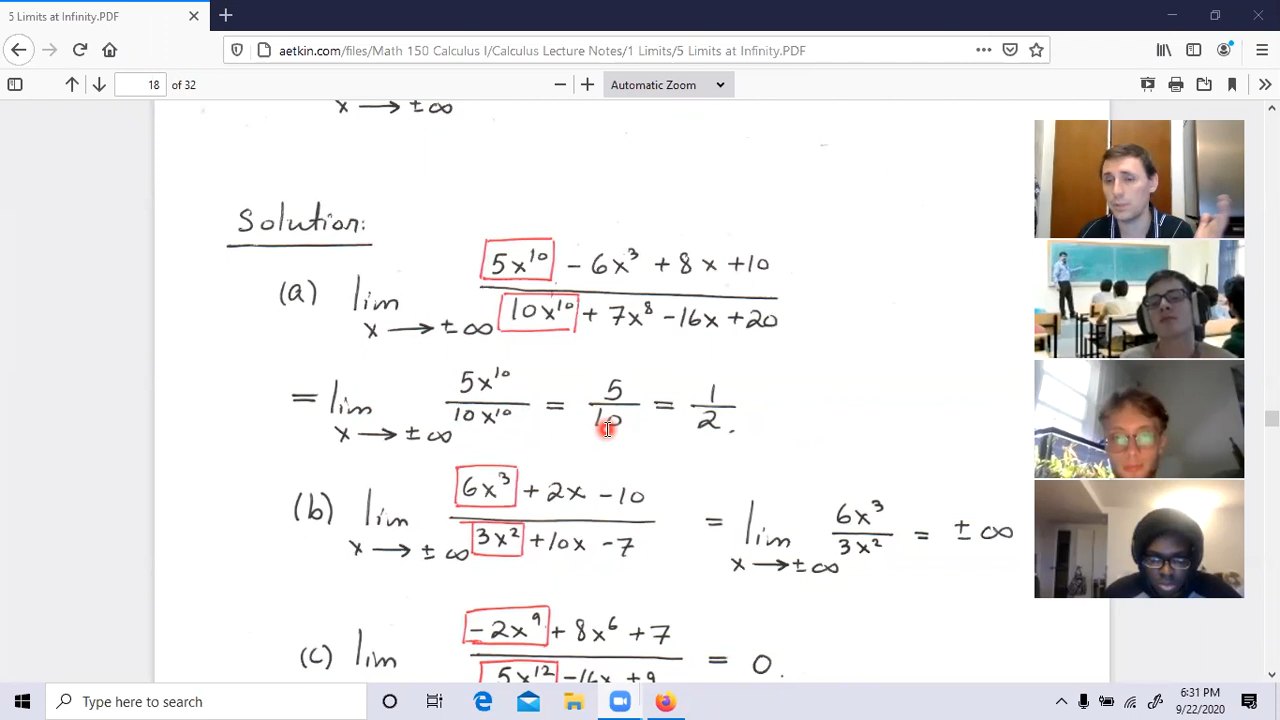 5 Limits at Infinity.PDF
aetkin.com/files/Math 150 Calculus I/Calculus Lecture Notes/1 Limits/5 Limits at Infinity.PDF
18 of 32
Automatic Zoom
x → ±∞
Solution:
(a) lim x → ±∞ (5x¹⁰ - 6x³ + 8x + 10) / (10x¹⁰ + 7x⁸ - 16x + 20)
= lim x → ±∞ 5x¹⁰ / 10x¹⁰ = 5/10 = 1/2.
(b) lim x → ±∞ (6x³ + 2x - 10) / (3x² + 10x - 7) = lim x → ±∞ 6x³ / 3x² = ±∞
(c) lim (-2x⁹ + 8x⁶ + 7) / (5x¹² - 16x + 9) = 0.
Type here to search
6:31 PM
9/22/2020